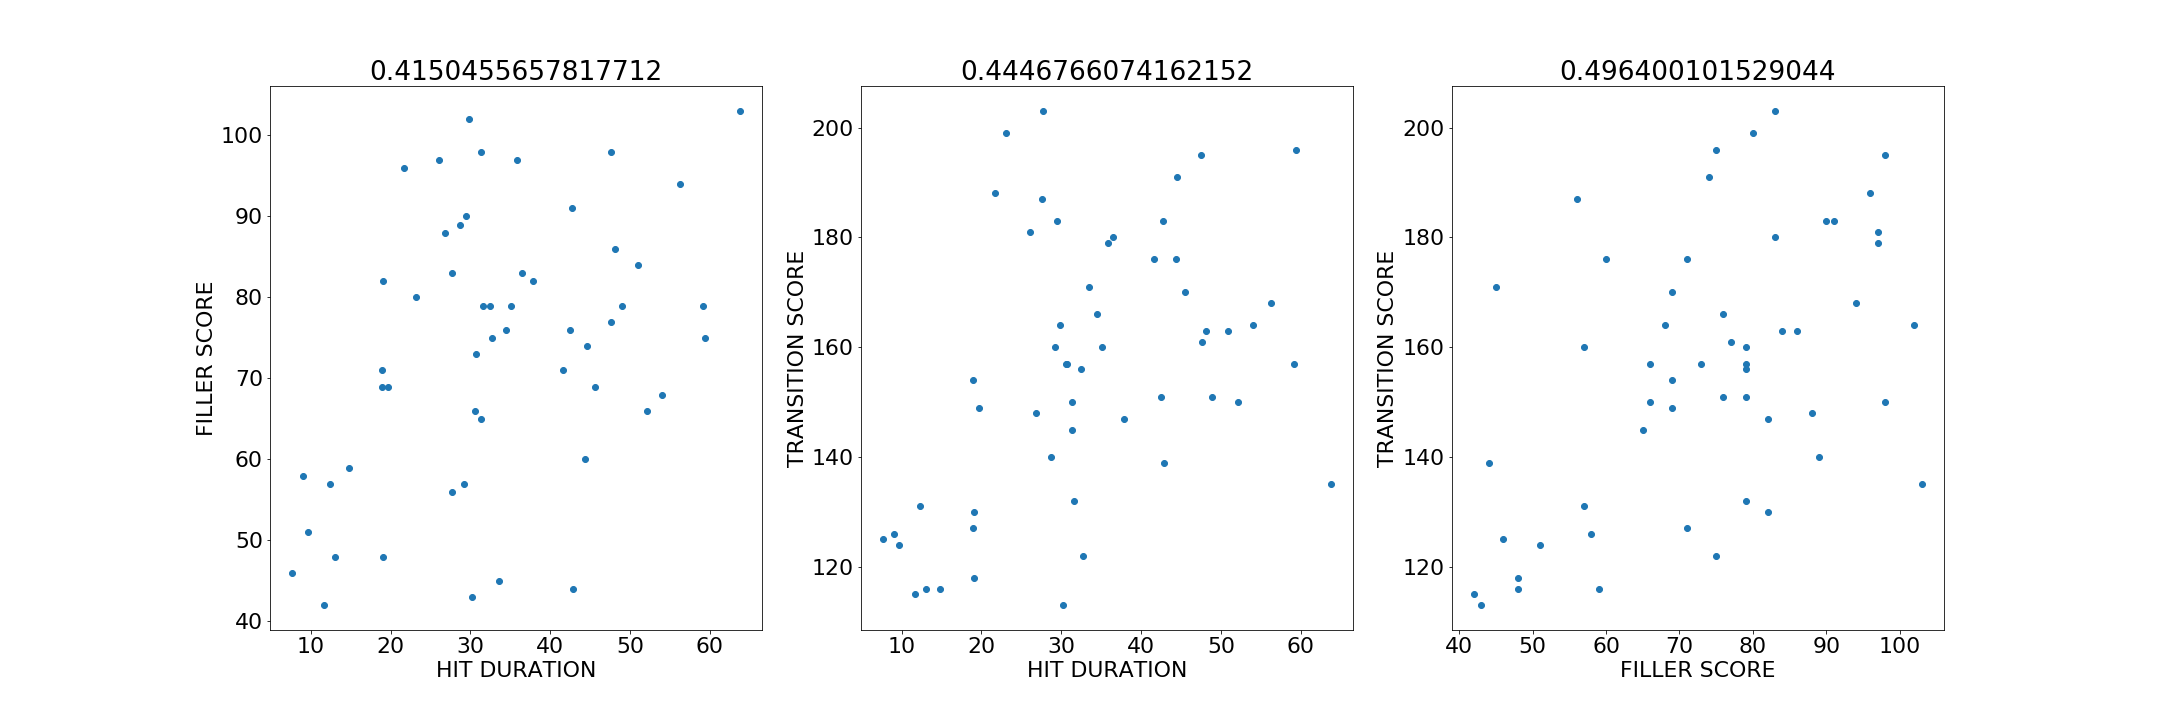 0.4150455657817712
FILLER SCORE
100
90
80
70
60
50
40
10 20 30 40 50 60
HIT DURATION
0.4446766074162152
TRANSITION SCORE
200
180
160
140
120
10 20 30 40 50 60
HIT DURATION
0.496400101529044
TRANSITION SCORE
200
180
160
140
120
40 50 60 70 80 90 100
FILLER SCORE